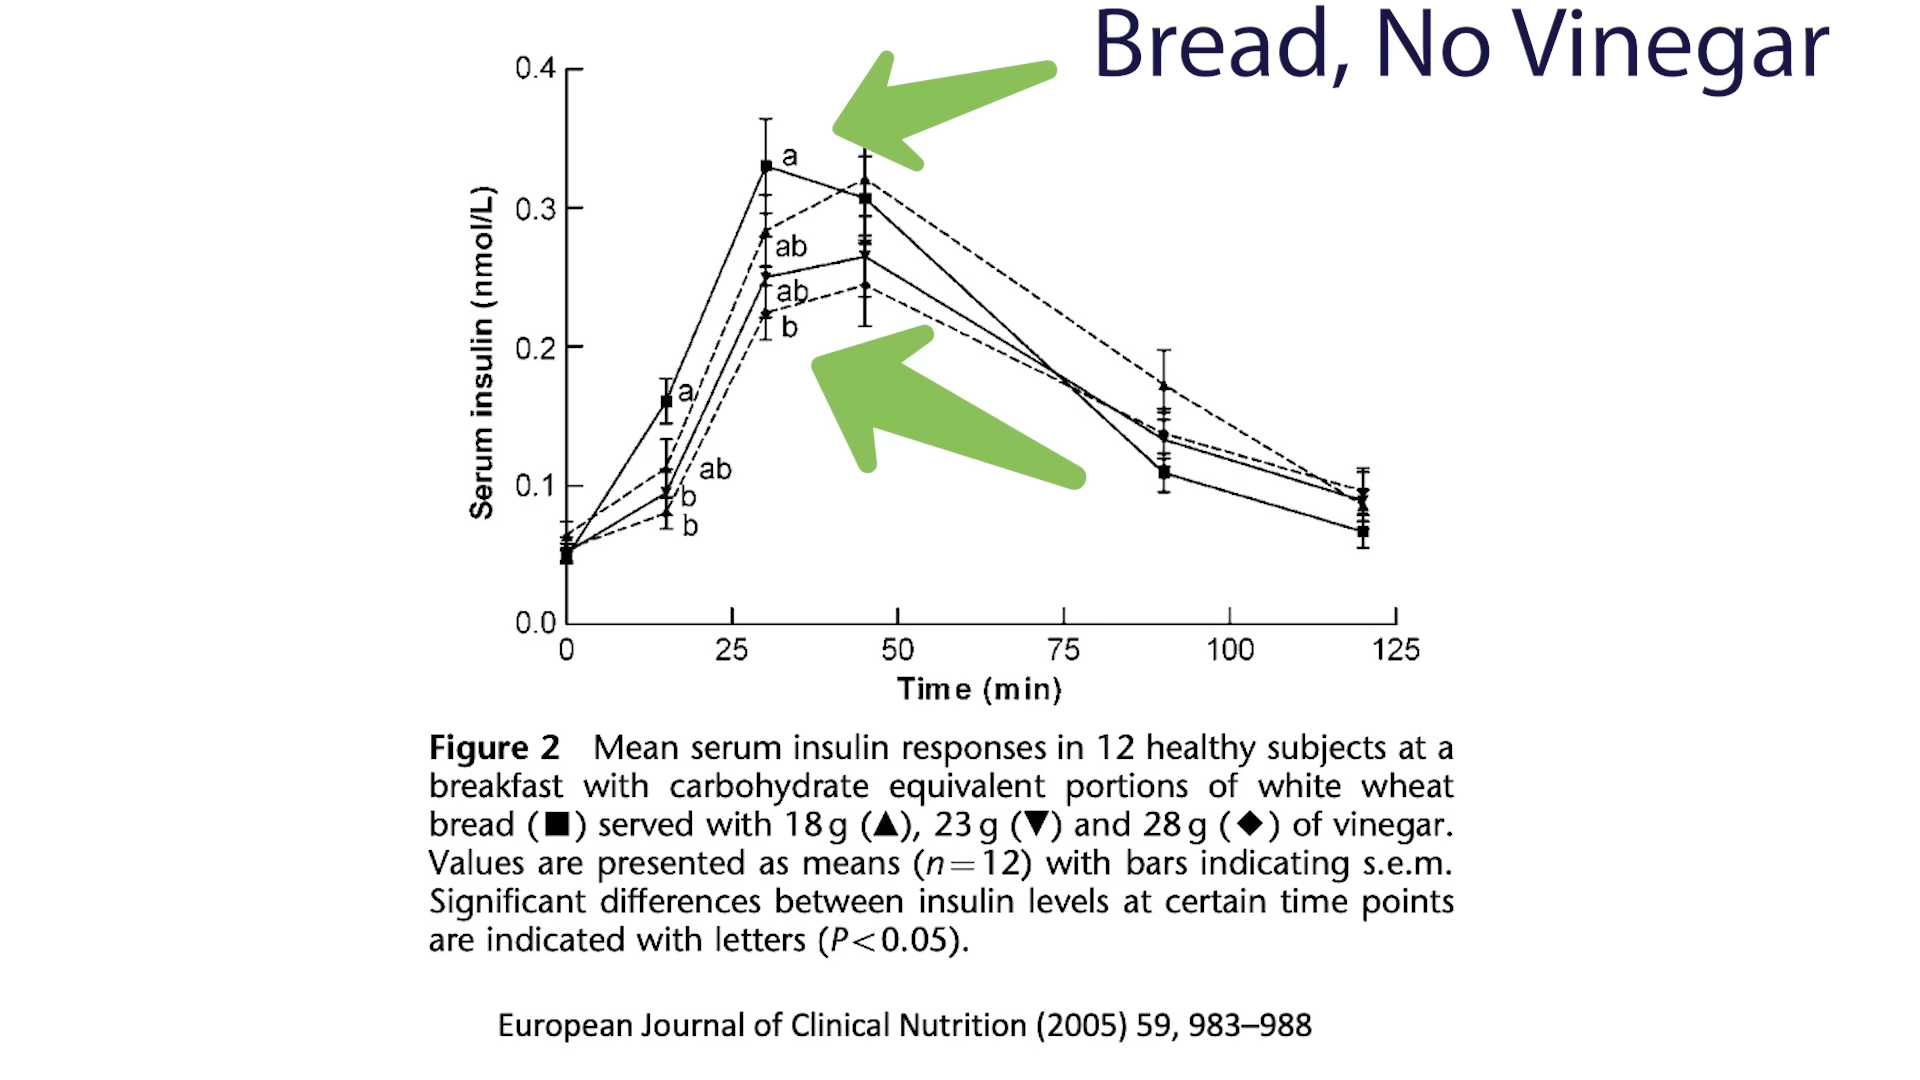 Bread, No Vinegar
0.4
0.3
0.2
0.1
0.0
Serum insulin (nmol/L)
a
ab
ab
b
a
ab
b
b
0 25 50 75 100 125
Time (min)
Figure 2 Mean serum insulin responses in 12 healthy subjects at a
breakfast with carbohydrate equivalent portions of white wheat
bread (■) served with 18 g (▲), 23 g (▼) and 28 g (◆) of vinegar.
Values are presented as means (n=12) with bars indicating s.e.m.
Significant differences between insulin levels at certain time points
are indicated with letters (P<0.05).
European Journal of Clinical Nutrition (2005) 59, 983–988